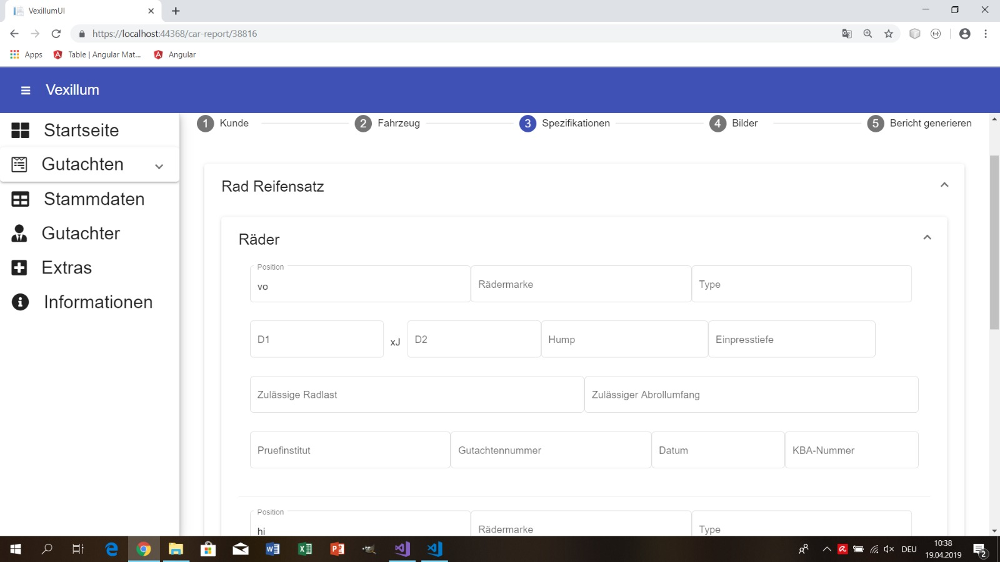 VexillumUI
https://localhost:44368/car-report/38816
Apps Table | Angular Mat... Angular
Vexillum
Startseite
Gutachten
Stammdaten
Gutachter
Extras
Informationen
1 Kunde 2 Fahrzeug 3 Spezifikationen 4 Bilder 5 Bericht generieren
Rad Reifensatz
Räder
Position
vo Rädermarke Type
D1 xJ D2 Hump Einpresstiefe
Zulässige Radlast Zulässiger Abrollumfang
Pruefinstitut Gutachtennummer Datum KBA-Nummer
Position
hi Rädermarke Type
DEU 10:38
19.04.2019 2